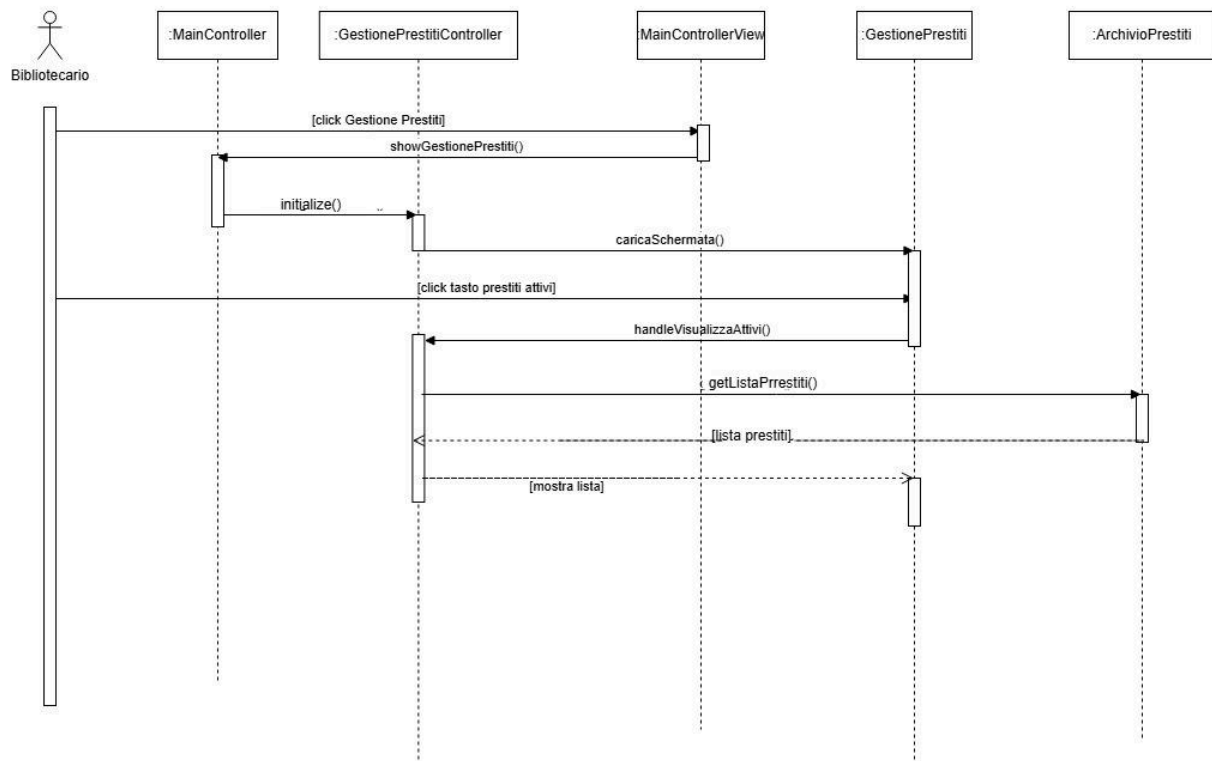 :MainController
:GestionePrestitiController
:MainControllerView
:GestionePrestiti
:ArchivioPrestiti
Bibliotecario
[click Gestione Prestiti]
showGestionePrestiti()
initialize()
caricaSchermata()
[click tasto prestiti attivi]
handleVisualizzaAttivi()
getListaPrrestiti()
[lista prestiti]
[mostra lista]